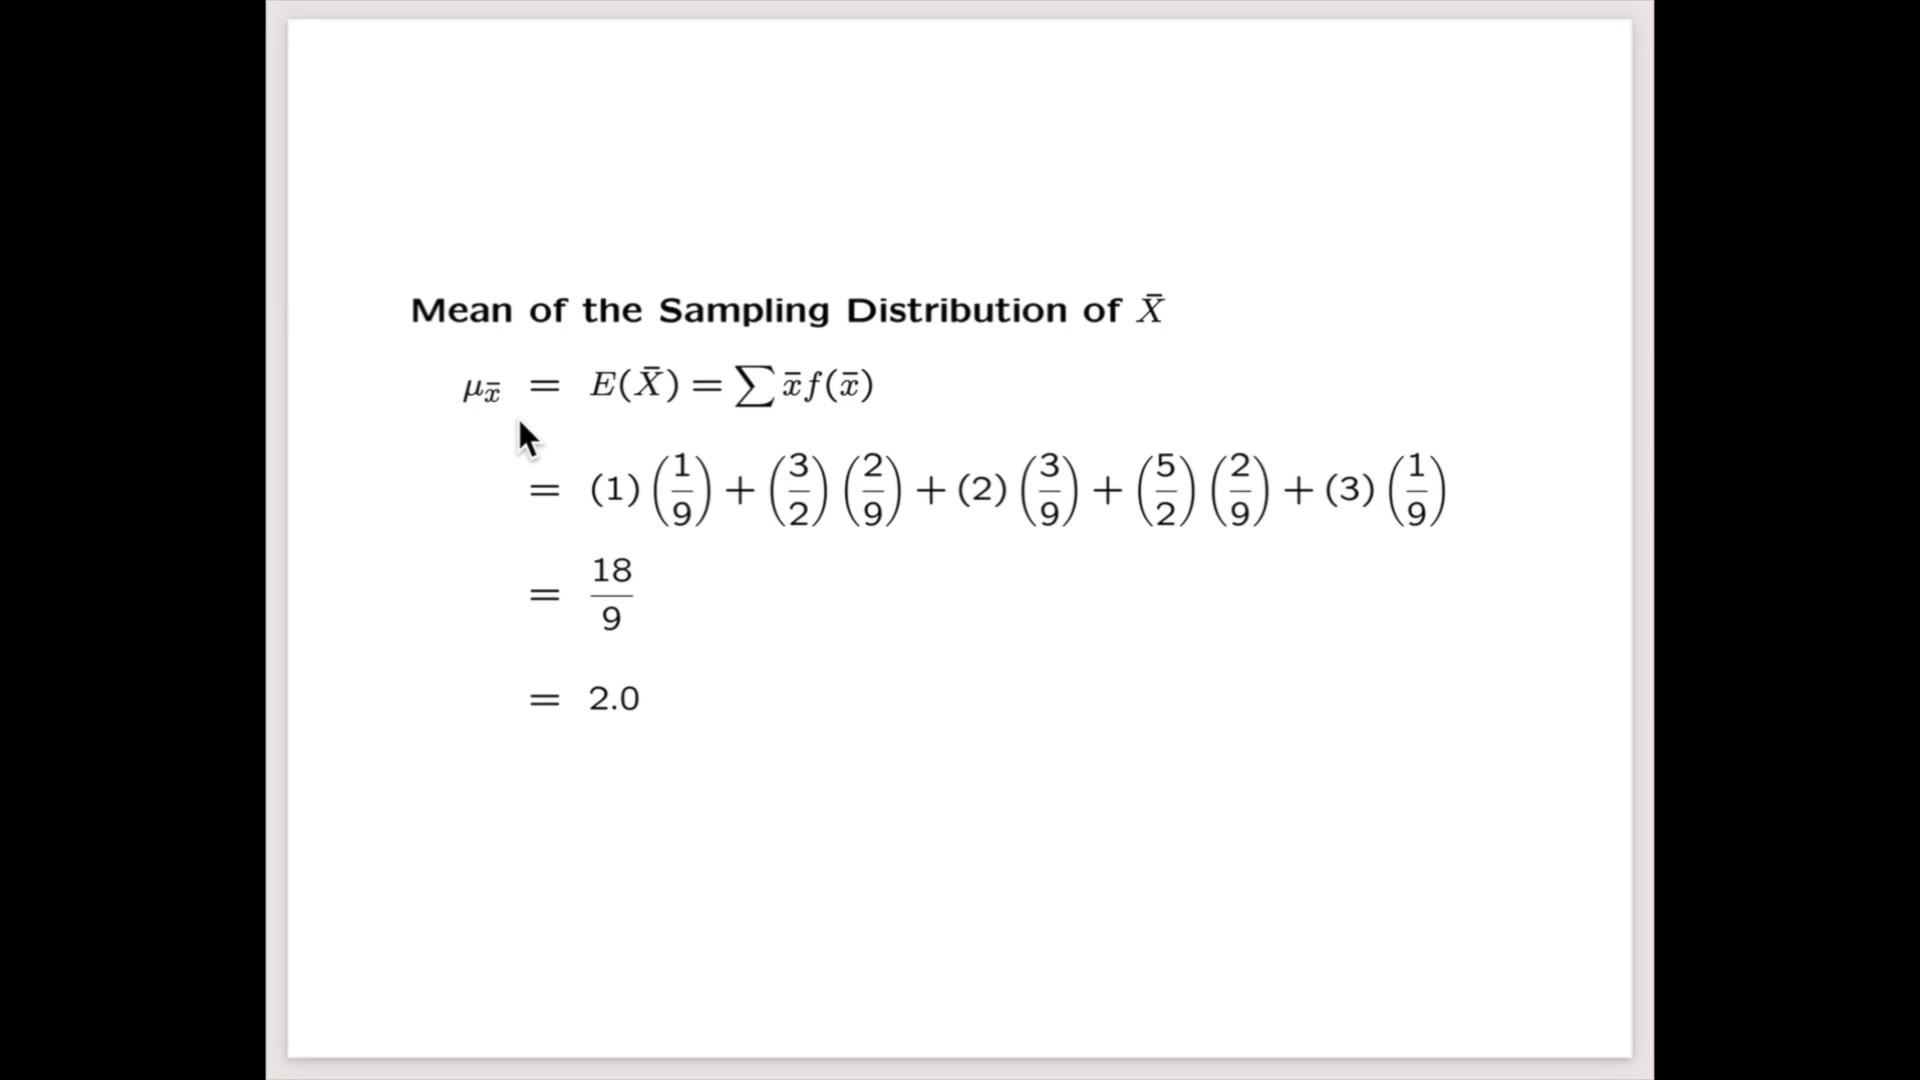 Mean of the Sampling Distribution of X̄
μ_x̄ = E(X̄) = ∑ x̄f(x̄)
= (1) (1/9) + (3/2) (2/9) + (2) (3/9) + (5/2) (2/9) + (3) (1/9)
= 18/9
= 2.0